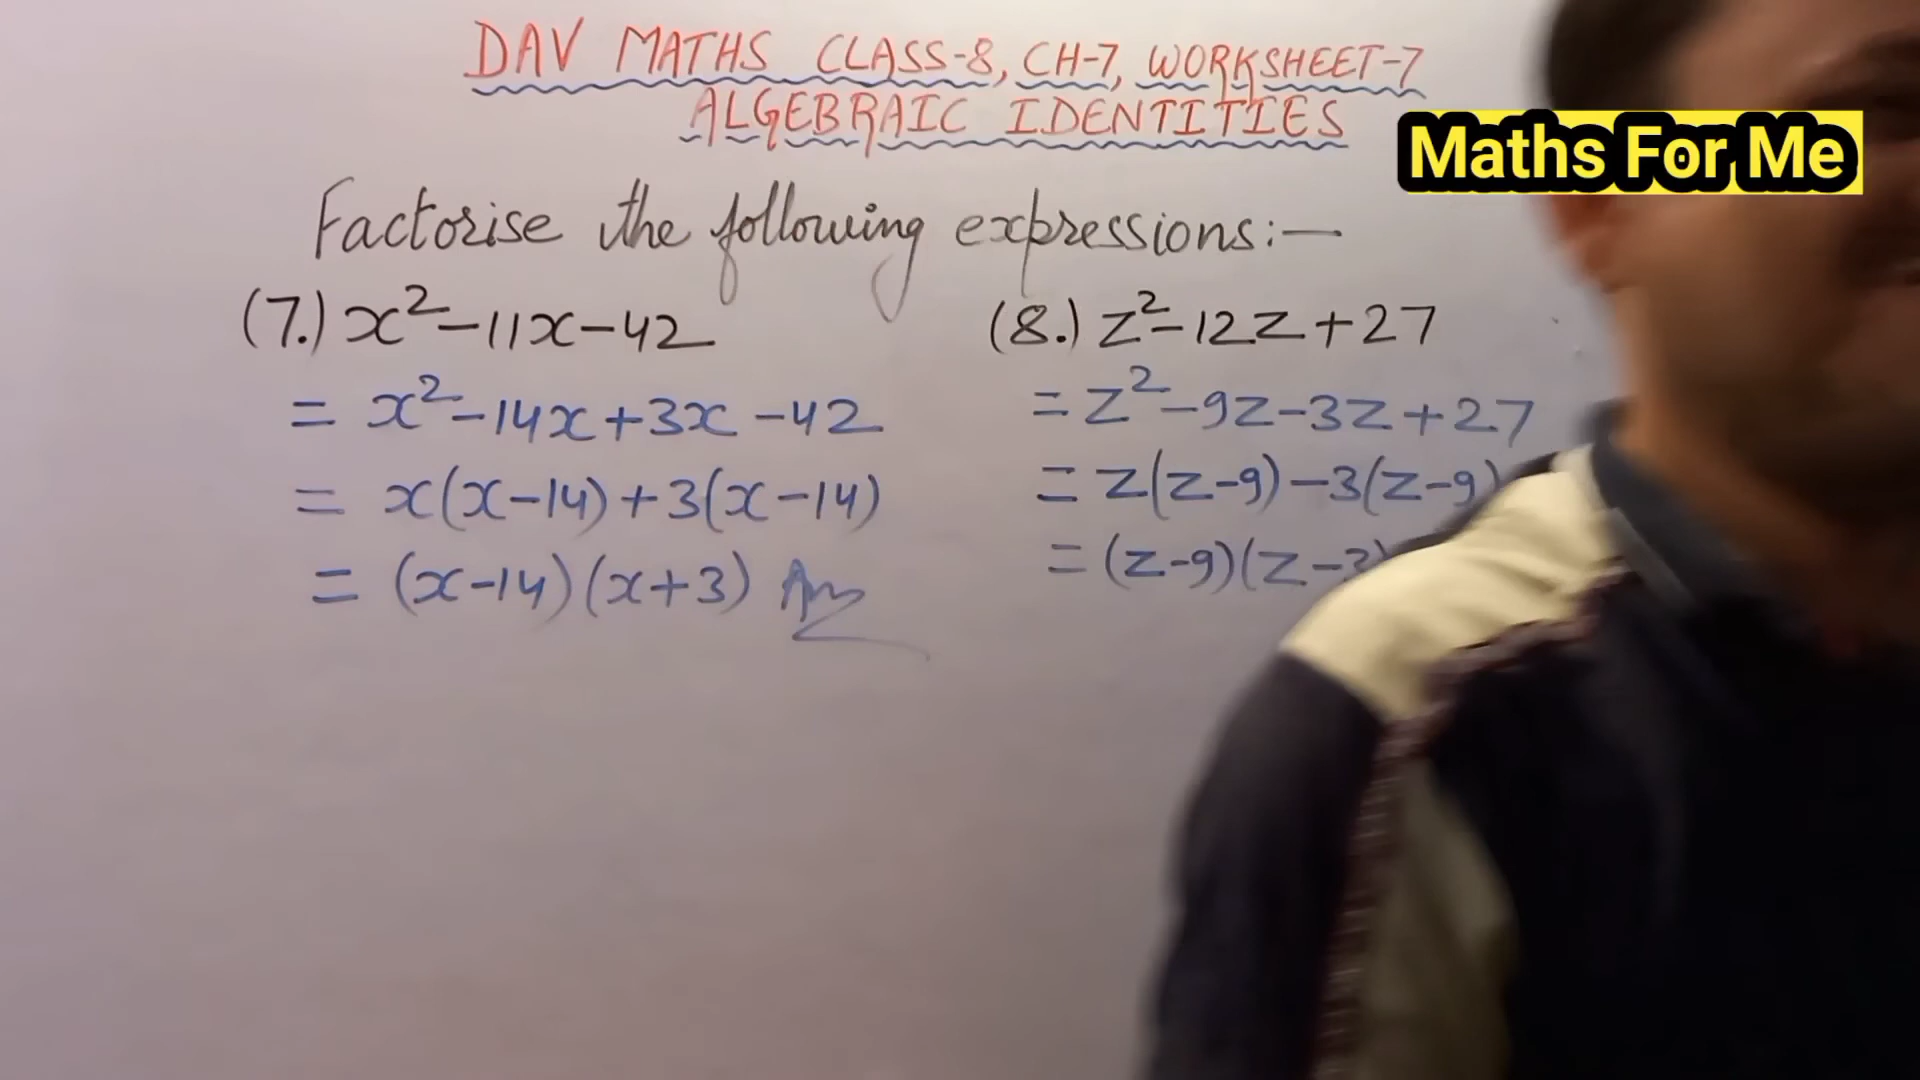 DAV MATHS CLASS-8, CH-7, WORKSHEET-7
ALGEBRAIC IDENTITIES
Maths For Me
Factorise the following expressions:—
(7.) x²-11x-42
= x²-14x+3x-42
= x(x-14)+3(x-14)
= (x-14)(x+3) Ans
(8.) z²-12z+27
= z²-9z-3z+27
= z(z-9)-3(z-9)
= (z-9)(z-3)